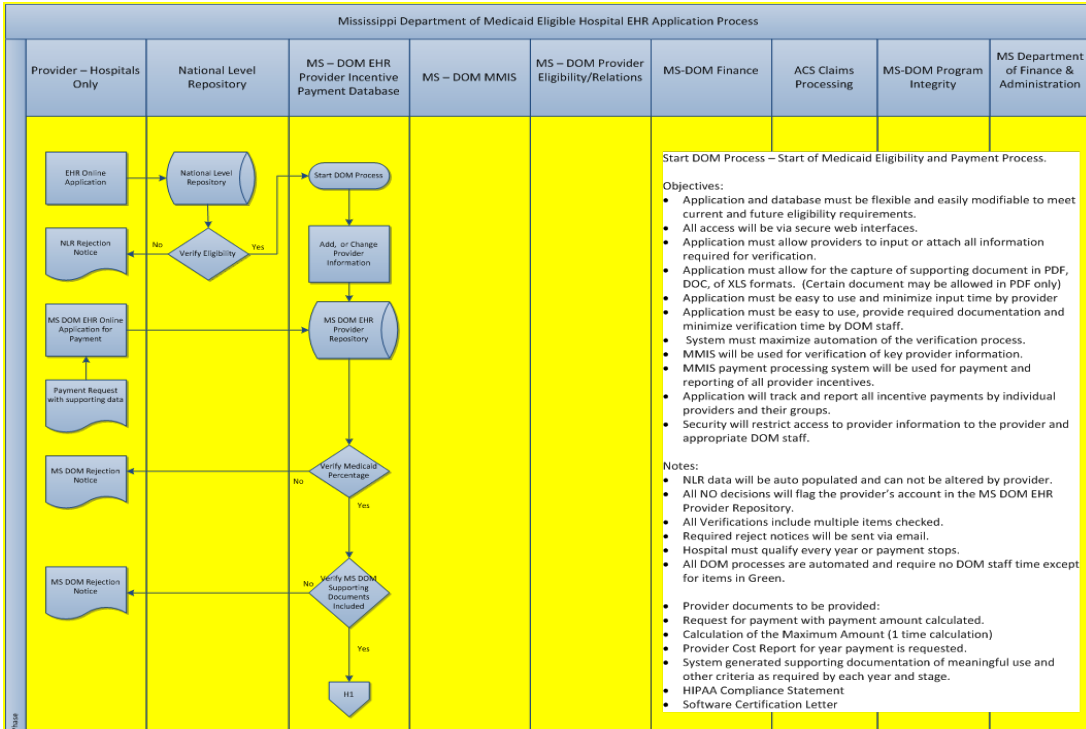 Mississippi Department of Medicaid Eligible Hospital EHR Application Process
Provider – Hospitals
Only
National Level
Repository
MS – DOM EHR
Provider Incentive
Payment Database
MS – DOM MMIS
MS – DOM Provider
Eligibility/Relations
MS-DOM Finance
ACS Claims
Processing
MS-DOM Program
Integrity
MS Department
of Finance &
Administration
EHR Online
Application
National Level
Repository
Start DOM Process
NLR Rejection
Notice
No
Verify Eligibility
Yes
Add, or Change
Provider
Information
MS DOM EHR Online
Application for
Payment
MS DOM EHR
Provider
Repository
Payment Request
with supporting data
MS DOM Rejection
Notice
No
Verify Medicaid
Percentage
Yes
MS DOM Rejection
Notice
No
Verify MS DOM
Supporting
Documents
Included
Yes
H1
Start DOM Process – Start of Medicaid Eligibility and Payment Process.
Objectives:
• Application and database must be flexible and easily modifiable to meet
current and future eligibility requirements.
• All access will be via secure web interfaces.
• Application must allow providers to input or attach all information
required for verification.
• Application must allow for the capture of supporting document in PDF,
DOC, of XLS formats. (Certain document may be allowed in PDF only)
• Application must be easy to use and minimize input time by provider
• Application must be easy to use, provide required documentation and
minimize verification time by DOM staff.
• System must maximize automation of the verification process.
• MMIS will be used for verification of key provider information.
• MMIS payment processing system will be used for payment and
reporting of all provider incentives.
• Application will track and report all incentive payments by individual
providers and their groups.
• Security will restrict access to provider information to the provider and
appropriate DOM staff.
Notes:
• NLR data will be auto populated and can not be altered by provider.
• All NO decisions will flag the provider's account in the MS DOM EHR
Provider Repository.
• All Verifications include multiple items checked.
• Required reject notices will be sent via email.
• Hospital must qualify every year or payment stops.
• All DOM processes are automated and require no DOM staff time except
for items in Green.
• Provider documents to be provided:
• Request for payment with payment amount calculated.
• Calculation of the Maximum Amount (1 time calculation)
• Provider Cost Report for year payment is requested.
• System generated supporting documentation of meaningful use and
other criteria as required by each year and stage.
• HIPAA Compliance Statement
• Software Certification Letter